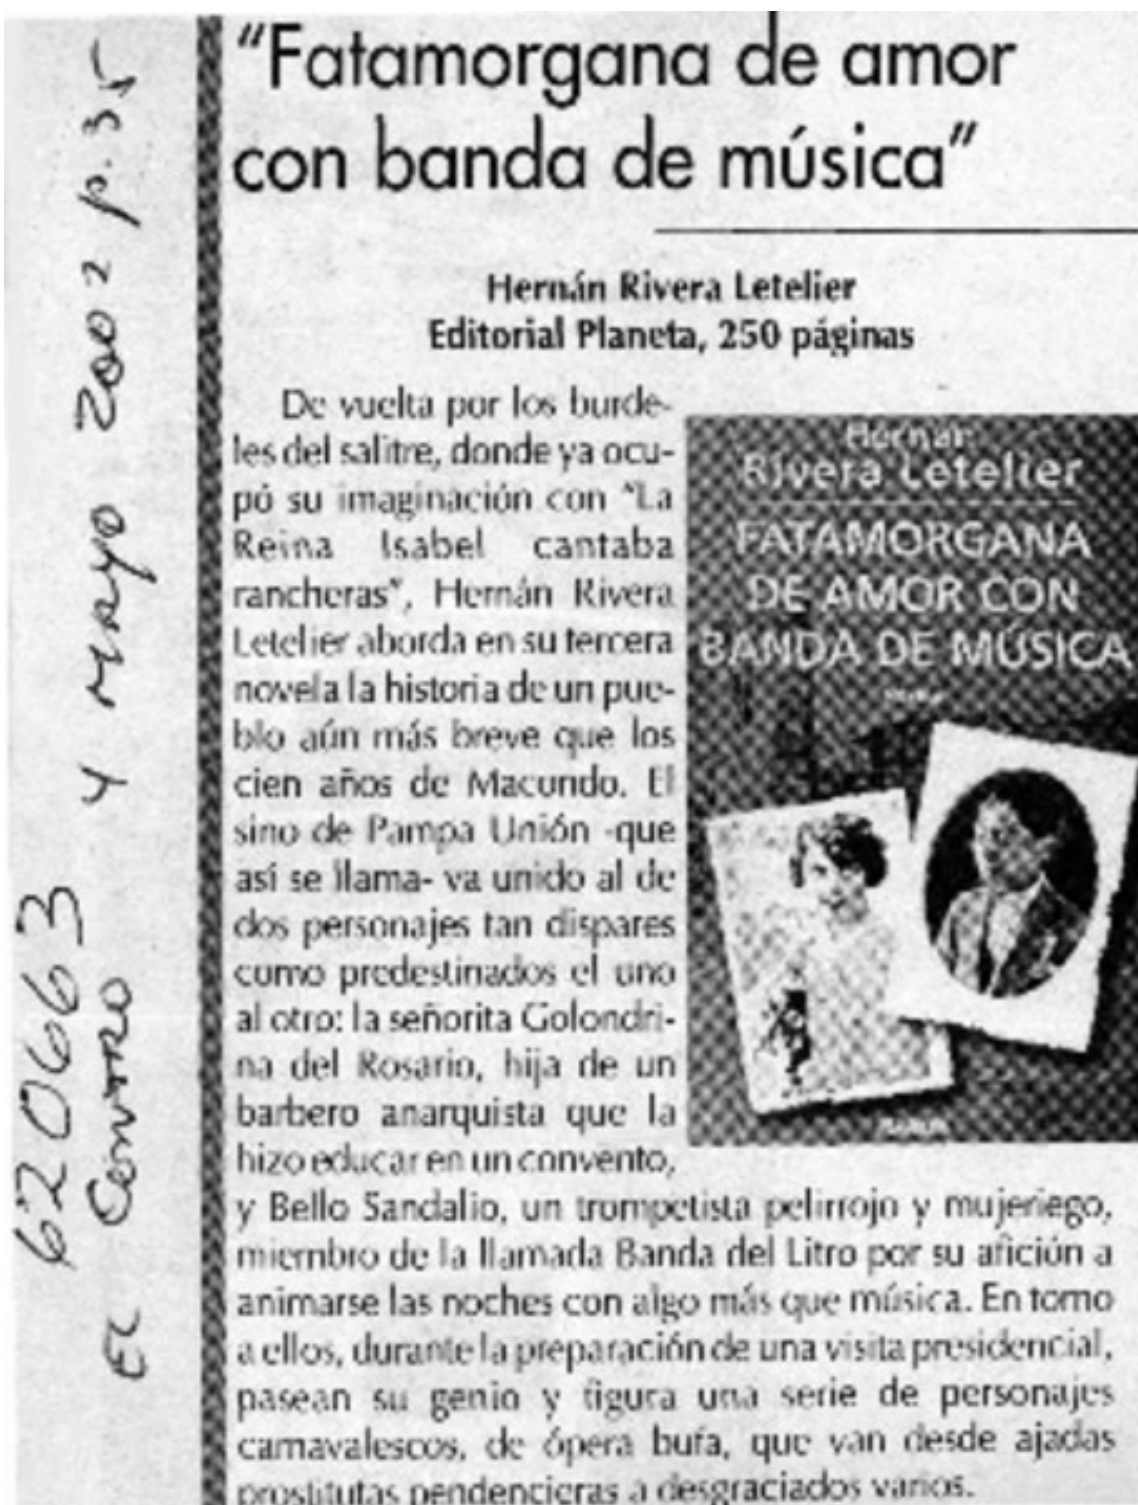 "Fatamorgana de amor
con banda de música"
Hernán Rivera Letelier
Editorial Planeta, 250 páginas
De vuelta por los burde-
les del salitre, donde ya ocu-
pó su imaginación con "La
Reina Isabel cantaba
rancheras", Hernán Rivera
Letelier aborda en su tercera
novela la historia de un pue-
blo aún más breve que los
cien años de Macundo. El
sino de Pampa Unión -que
así se llama- va unido al de
dos personajes tan dispares
como predestinados el uno
al otro: la señorita Golondri-
na del Rosario, hija de un
barbero anarquista que la
hizo educar en un convento,
y Bello Sandalio, un trompetista pelirrojo y mujeriego,
miembro de la llamada Banda del Litro por su afición a
animarse las noches con algo más que música. En torno
a ellos, durante la preparación de una visita presidencial,
pasean su genio y figura una serie de personajes
carnavalescos, de ópera bufa, que van desde ajadas
prostitutas pendencieras a desgraciados varios.
Hernán
Rivera Letelier
FATAMORGANA
DE AMOR CON
BANDA DE MÚSICA
620663
El Centro 4 Mayo 2002 p. 35